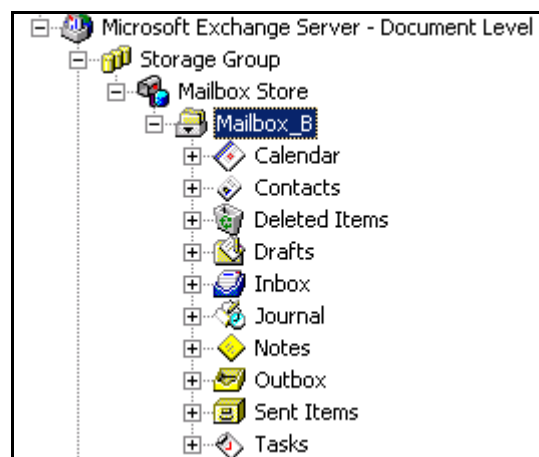 Microsoft Exchange Server - Document Level
Storage Group
Mailbox Store
Mailbox_B
Calendar
Contacts
Deleted Items
Drafts
Inbox
Journal
Notes
Outbox
Sent Items
Tasks